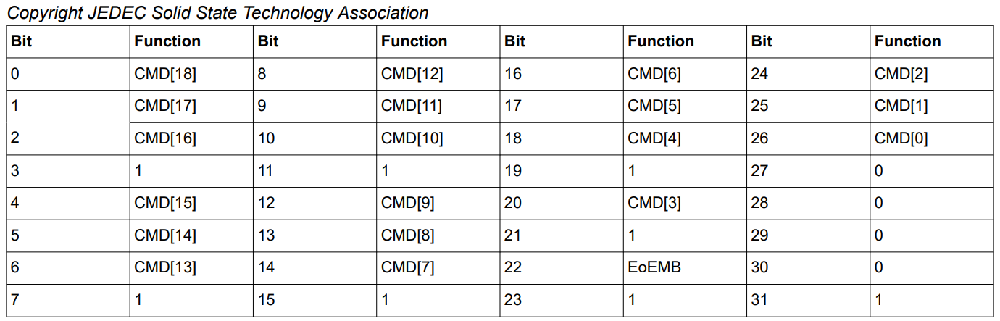 Copyright JEDEC Solid State Technology Association
Bit Function Bit Function Bit Function Bit Function
0 CMD[18] 8 CMD[12] 16 CMD[6] 24 CMD[2]
1 CMD[17] 9 CMD[11] 17 CMD[5] 25 CMD[1]
2 CMD[16] 10 CMD[10] 18 CMD[4] 26 CMD[0]
3 1 11 1 19 1 27 0
4 CMD[15] 12 CMD[9] 20 CMD[3] 28 0
5 CMD[14] 13 CMD[8] 21 1 29 0
6 CMD[13] 14 CMD[7] 22 EoEMB 30 0
7 1 15 1 23 1 31 1